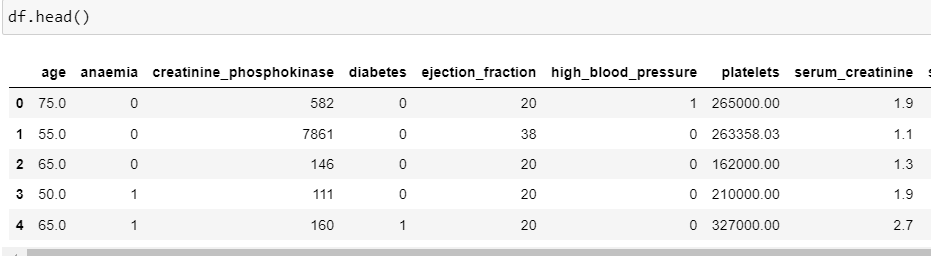 df.head()
age anaemia creatinine_phosphokinase diabetes ejection_fraction high_blood_pressure platelets serum_creatinine
0 75.0 0 582 0 20 1 265000.00 1.9
1 55.0 0 7861 0 38 0 263358.03 1.1
2 65.0 0 146 0 20 0 162000.00 1.3
3 50.0 1 111 0 20 0 210000.00 1.9
4 65.0 1 160 1 20 0 327000.00 2.7